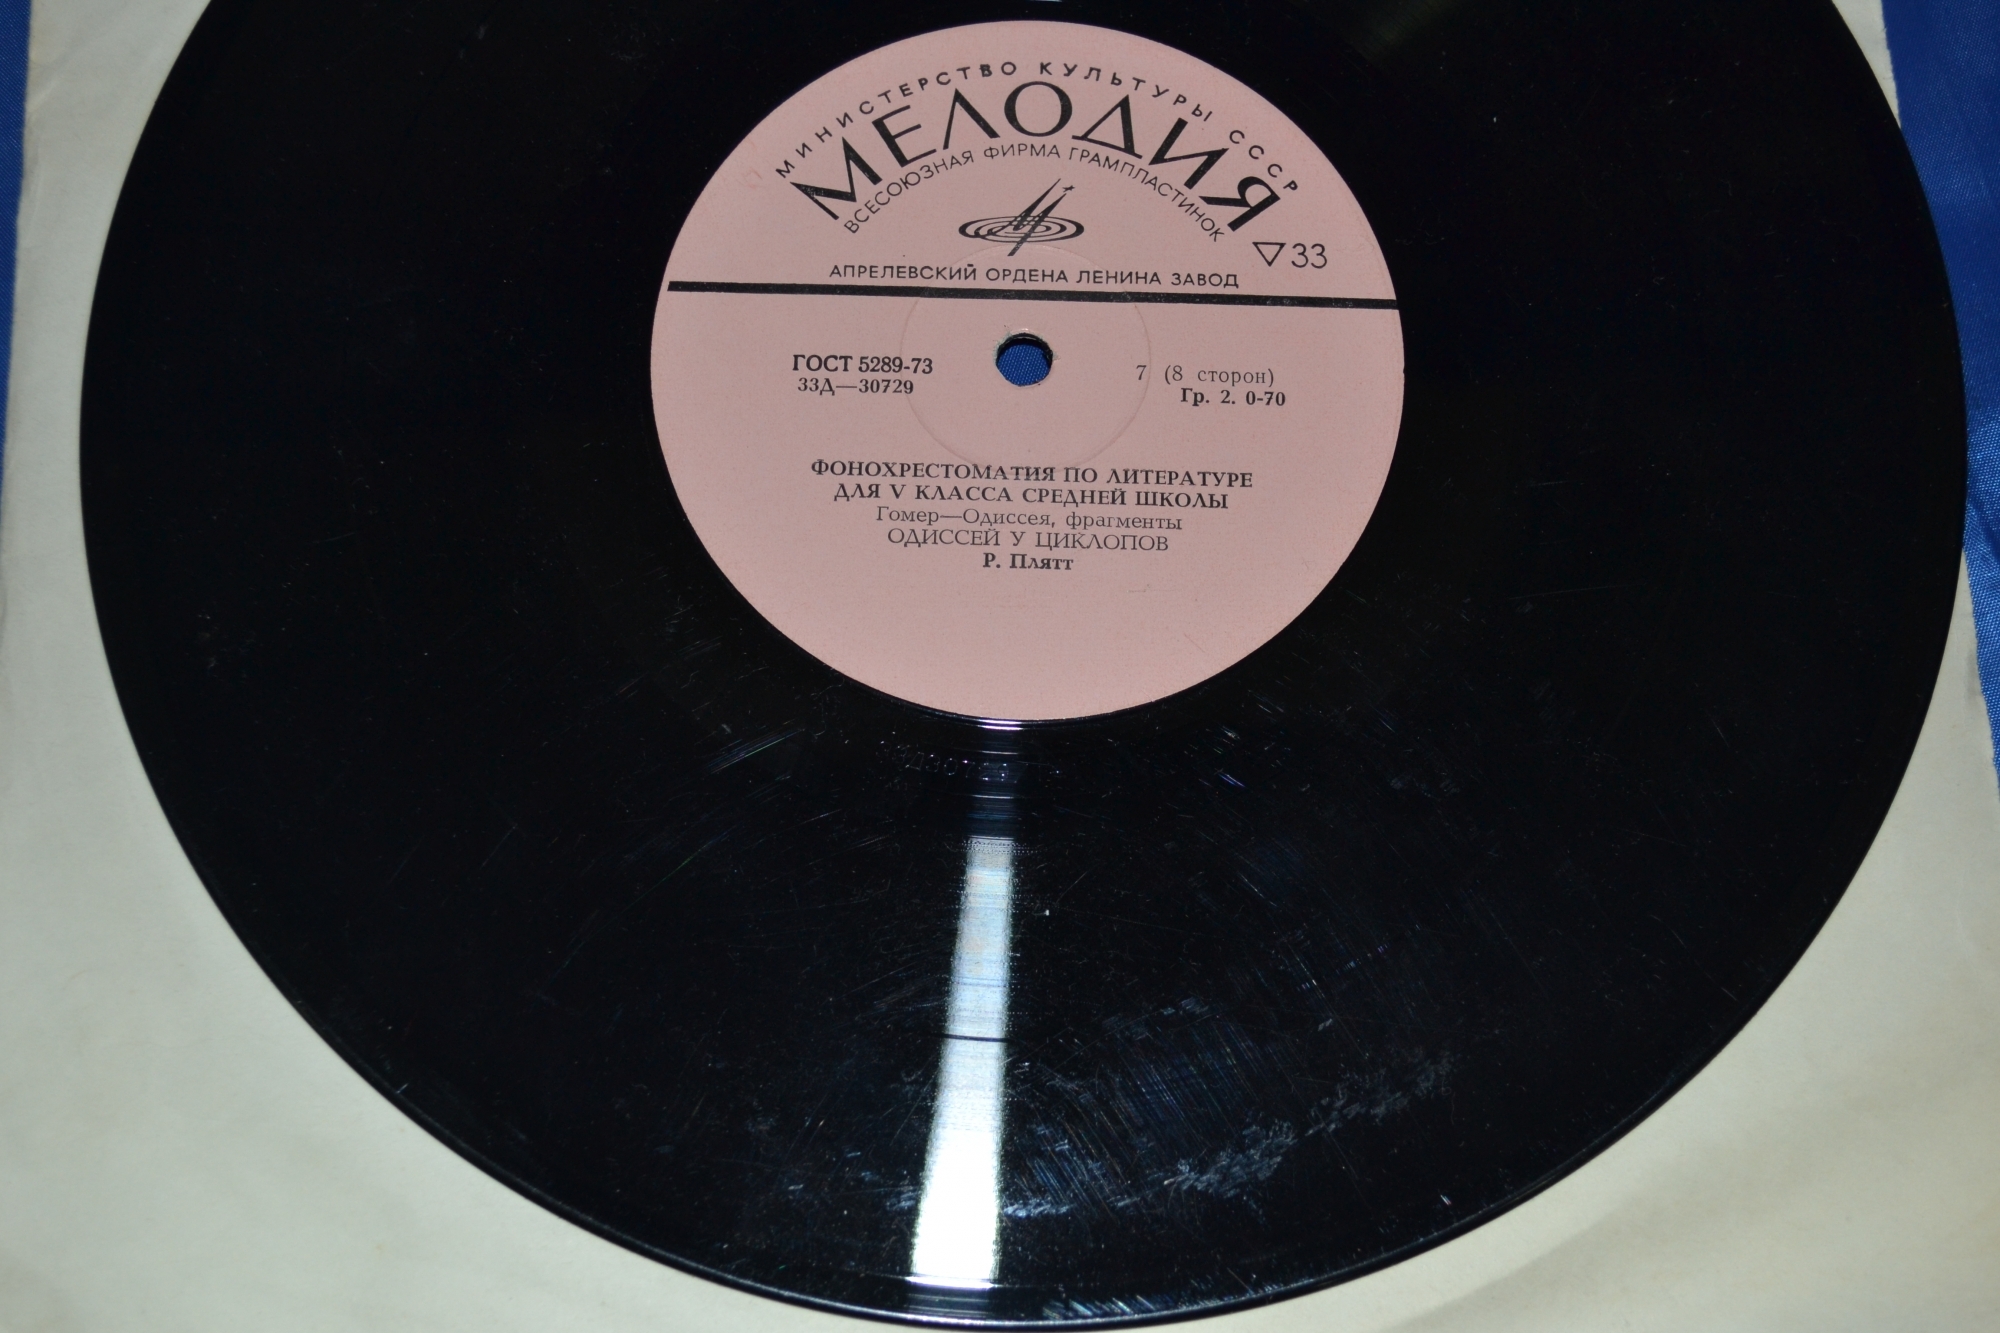 МИНИСТЕРСТВО КУЛЬТУРЫ СССР
МЕЛОДИЯ
ВСЕСОЮЗНАЯ ФИРМА ГРАМПЛАСТИНОК
33
АПРЕЛЕВСКИЙ ОРДЕНА ЛЕНИНА ЗАВОД
ГОСТ 5289-73
33Д—30729
7 (8 сторон)
Гр. 2. 0-70
ФОНОХРЕСТОМАТИЯ ПО ЛИТЕРАТУРЕ
ДЛЯ V КЛАССА СРЕДНЕЙ ШКОЛЫ
Гомер—Одиссея, фрагменты
ОДИССЕЙ У ЦИКЛОПОВ
Р. Плятт